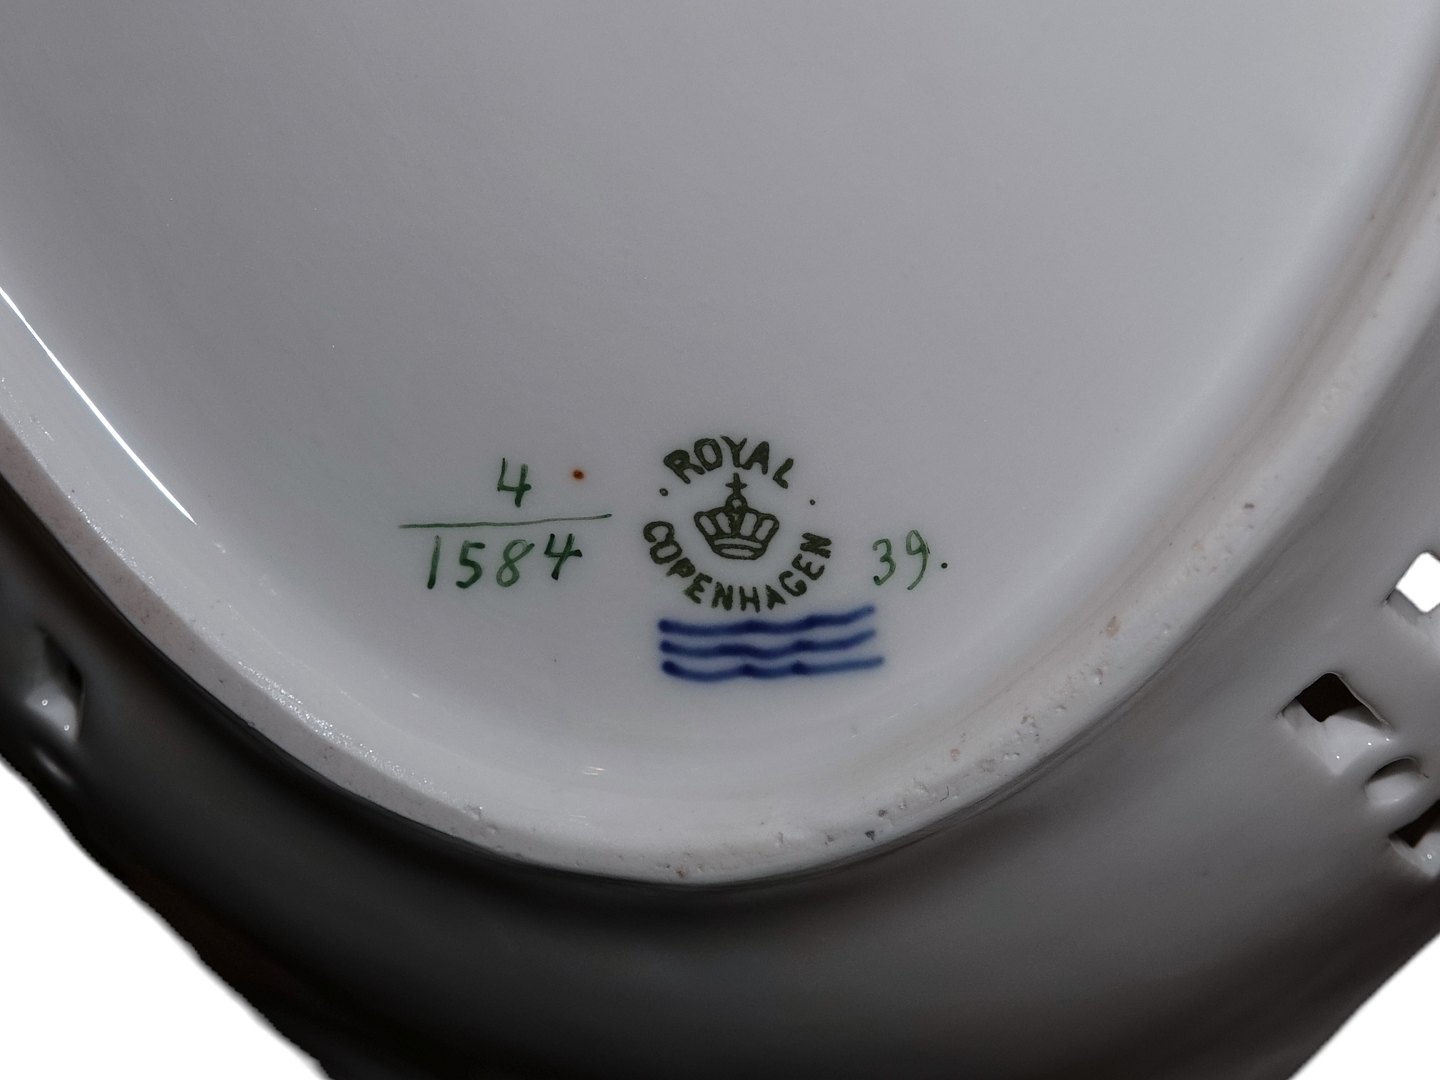 4
1584
ROYAL
COPENHAGEN
39.